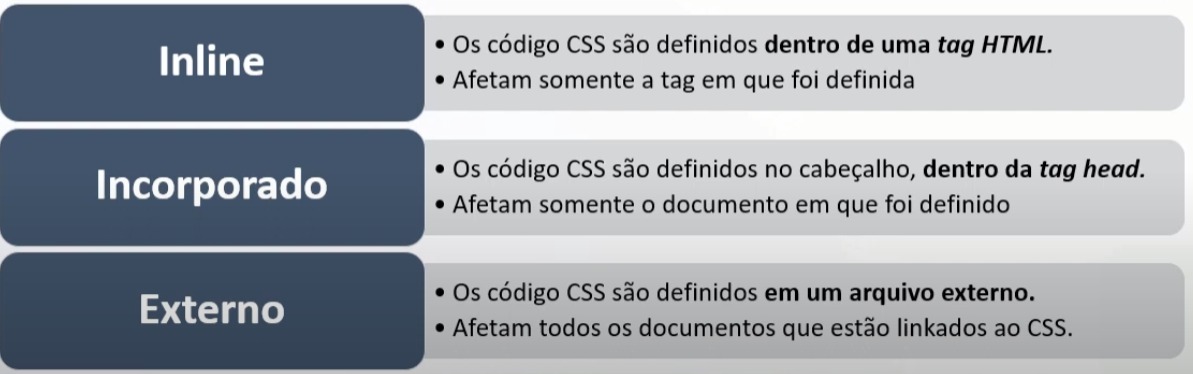 Inline
• Os código CSS são definidos dentro de uma tag HTML.
• Afetam somente a tag em que foi definida
Incorporado
• Os código CSS são definidos no cabeçalho, dentro da tag head.
• Afetam somente o documento em que foi definido
Externo
• Os código CSS são definidos em um arquivo externo.
• Afetam todos os documentos que estão linkados ao CSS.